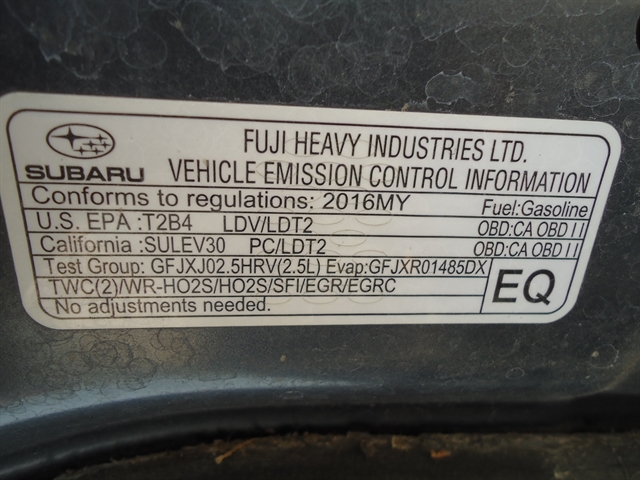 SUBARU
FUJI HEAVY INDUSTRIES LTD.
VEHICLE EMISSION CONTROL INFORMATION
Conforms to regulations: 2016MY Fuel:Gasoline
U.S. EPA :T2B4 LDV/LDT2 OBD:CA OBD II
California :SULEV30 PC/LDT2 OBD:CA OBD II
Test Group: GFJXJ02.5HRV(2.5L) Evap:GFJXR01485DX
TWC(2)/WR-HO2S/HO2S/SFI/EGR/EGRC
No adjustments needed.
EQ